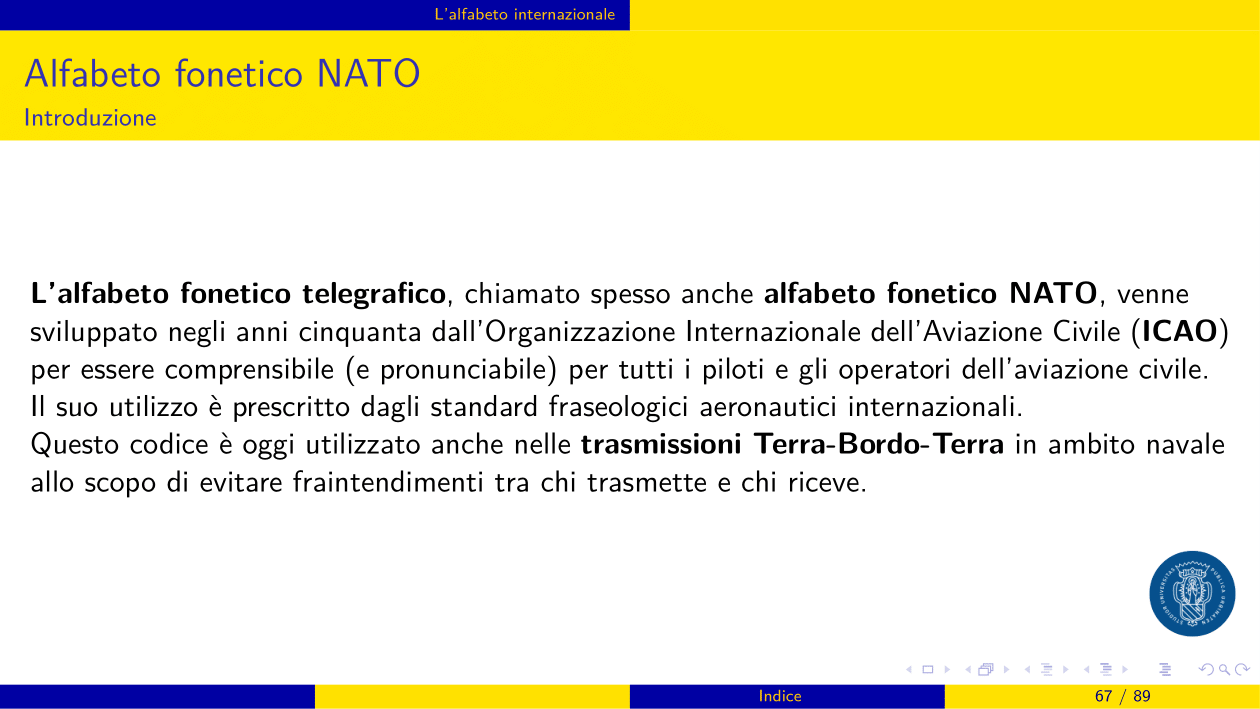 L'alfabeto internazionale
Alfabeto fonetico NATO
Introduzione
L'alfabeto fonetico telegrafico, chiamato spesso anche alfabeto fonetico NATO, venne
sviluppato negli anni cinquanta dall'Organizzazione Internazionale dell'Aviazione Civile (ICAO)
per essere comprensibile (e pronunciabile) per tutti i piloti e gli operatori dell'aviazione civile.
Il suo utilizzo è prescritto dagli standard fraseologici aeronautici internazionali.
Questo codice è oggi utilizzato anche nelle trasmissioni Terra-Bordo-Terra in ambito navale
allo scopo di evitare fraintendimenti tra chi trasmette e chi riceve.
Indice
67 / 89